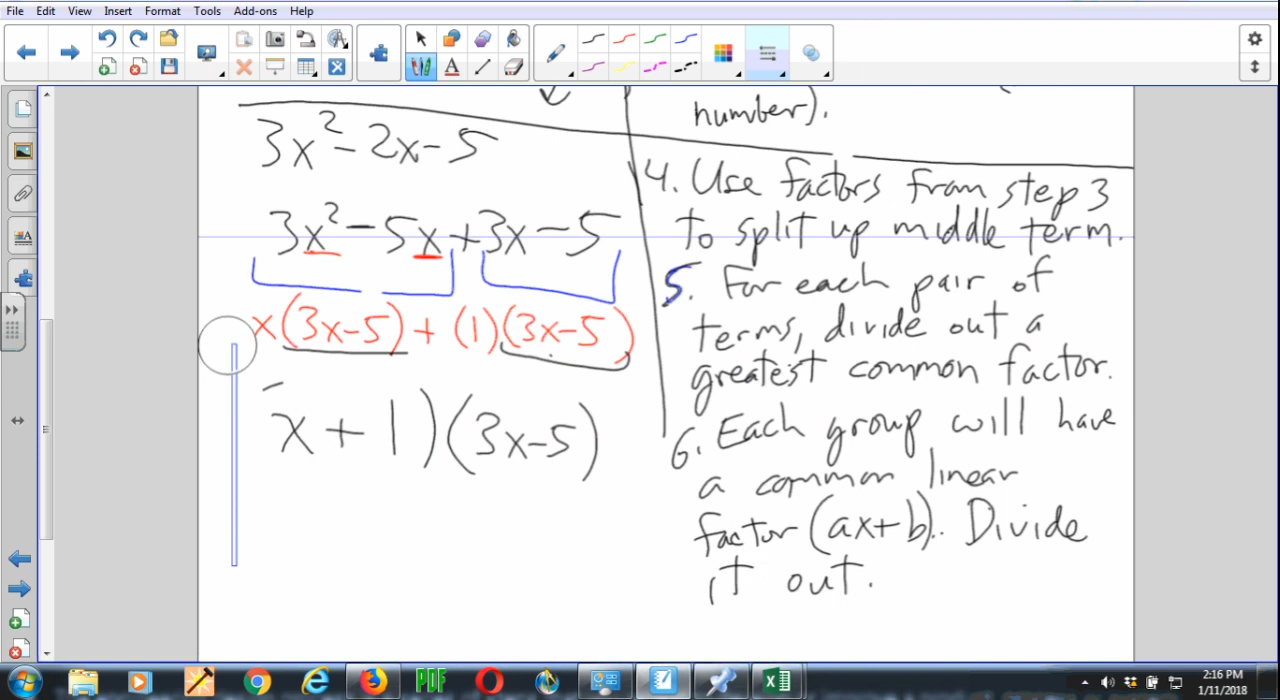 File Edit View Insert Format Tools Add-ons Help
A
number).
3x² - 2x - 5
3x² - 5x + 3x - 5
x(3x-5) + (1)(3x-5)
x + 1)(3x-5)
4. Use factors from step 3
to split up middle term.
5. For each pair of
terms, divide out a
greatest common factor.
6. Each group will have
a common linear
factor (ax+b). Divide
it out.
PDF
2:16 PM
1/11/2018